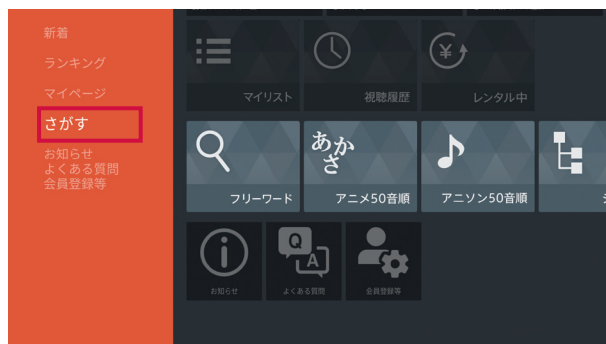 新着
ランキング
マイページ
さがす
お知らせ
よくある質問
会員登録等
マイリスト
視聴履歴
レンタル中
あか
さ
フリーワード
アニメ50音順
アニソン50音順
Q
A
お知らせ
よくある質問
会員登録等